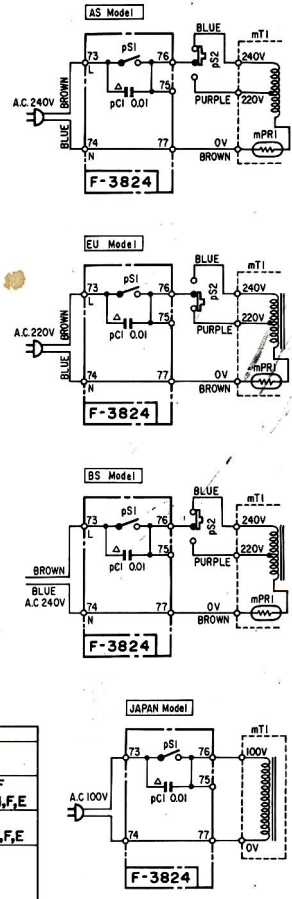 AS Model
BLUE
mT1
73
pS1
76
240V
L
pS2
75
A.C. 240V
BROWN
△
pC1 0.01
PURPLE
220V
BLUE
mPR1
74
77
0V
N
BROWN
F-3824
EU Model
BLUE
mT1
73
pS1
76
240V
L
pS2
75
A.C. 220V
BROWN
△
pC1 0.01
PURPLE
220V
BLUE
mPR1
74
77
0V
N
BROWN
F-3824
BS Model
BLUE
mT1
73
pS1
76
240V
L
pS2
75
△
pC1 0.01
PURPLE
220V
BROWN
BLUE
A.C 240V
mPR1
74
77
0V
N
BROWN
F-3824
JAPAN Model
mT1
73
pS1
76
100V
75
△
pC1 0.01
A.C 100V
74
77
0V
F-3824
F
,F,E
,F,E